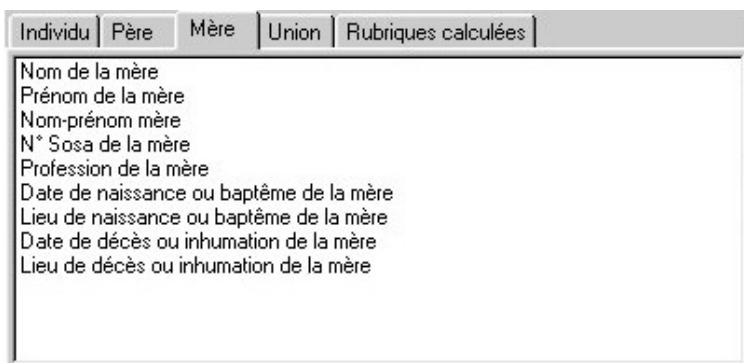 Individu Père Mère Union Rubriques calculées
Nom de la mère
Prénom de la mère
Nom-prénom mère
N° Sosa de la mère
Profession de la mère
Date de naissance ou baptême de la mère
Lieu de naissance ou baptême de la mère
Date de décès ou inhumation de la mère
Lieu de décès ou inhumation de la mère